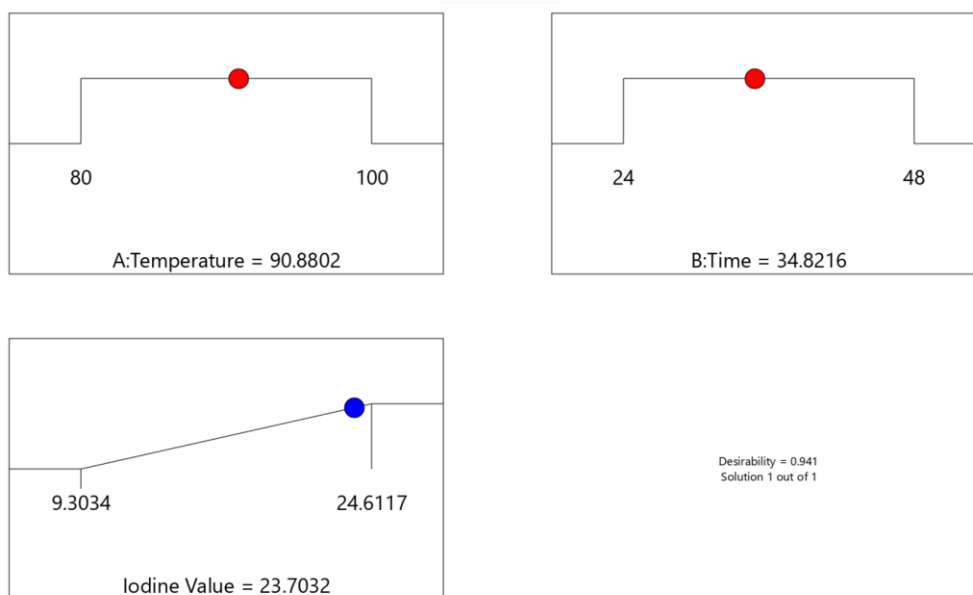 80
100
24
48
A:Temperature = 90.8802
B:Time = 34.8216
9.3034
24.6117
Desirability = 0.941
Solution 1 out of 1
Iodine Value = 23.7032